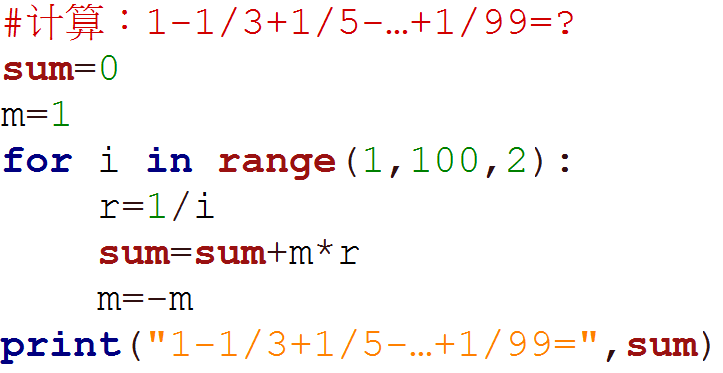 #计算：1-1/3+1/5-…+1/99=?
sum=0
m=1
for i in range(1,100,2):
    r=1/i
    sum=sum+m*r
    m=-m
print("1-1/3+1/5-…+1/99=",sum)